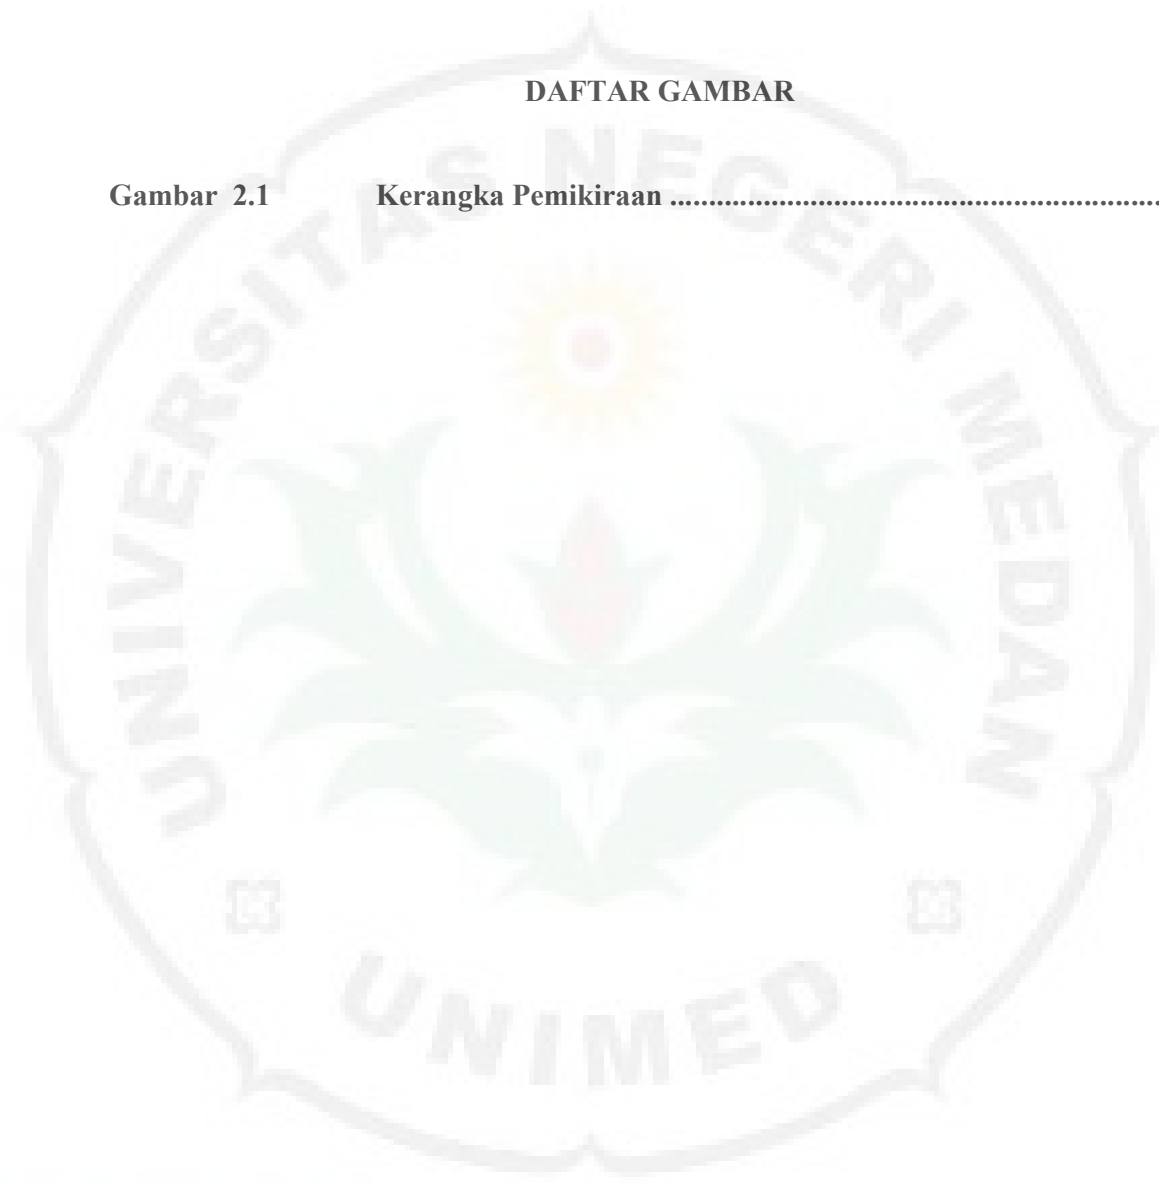 DAFTAR GAMBAR
Gambar 2.1 Kerangka Pemikiraan ................................................................
UNIVERSITAS NEGERI MEDAN
UNIMED